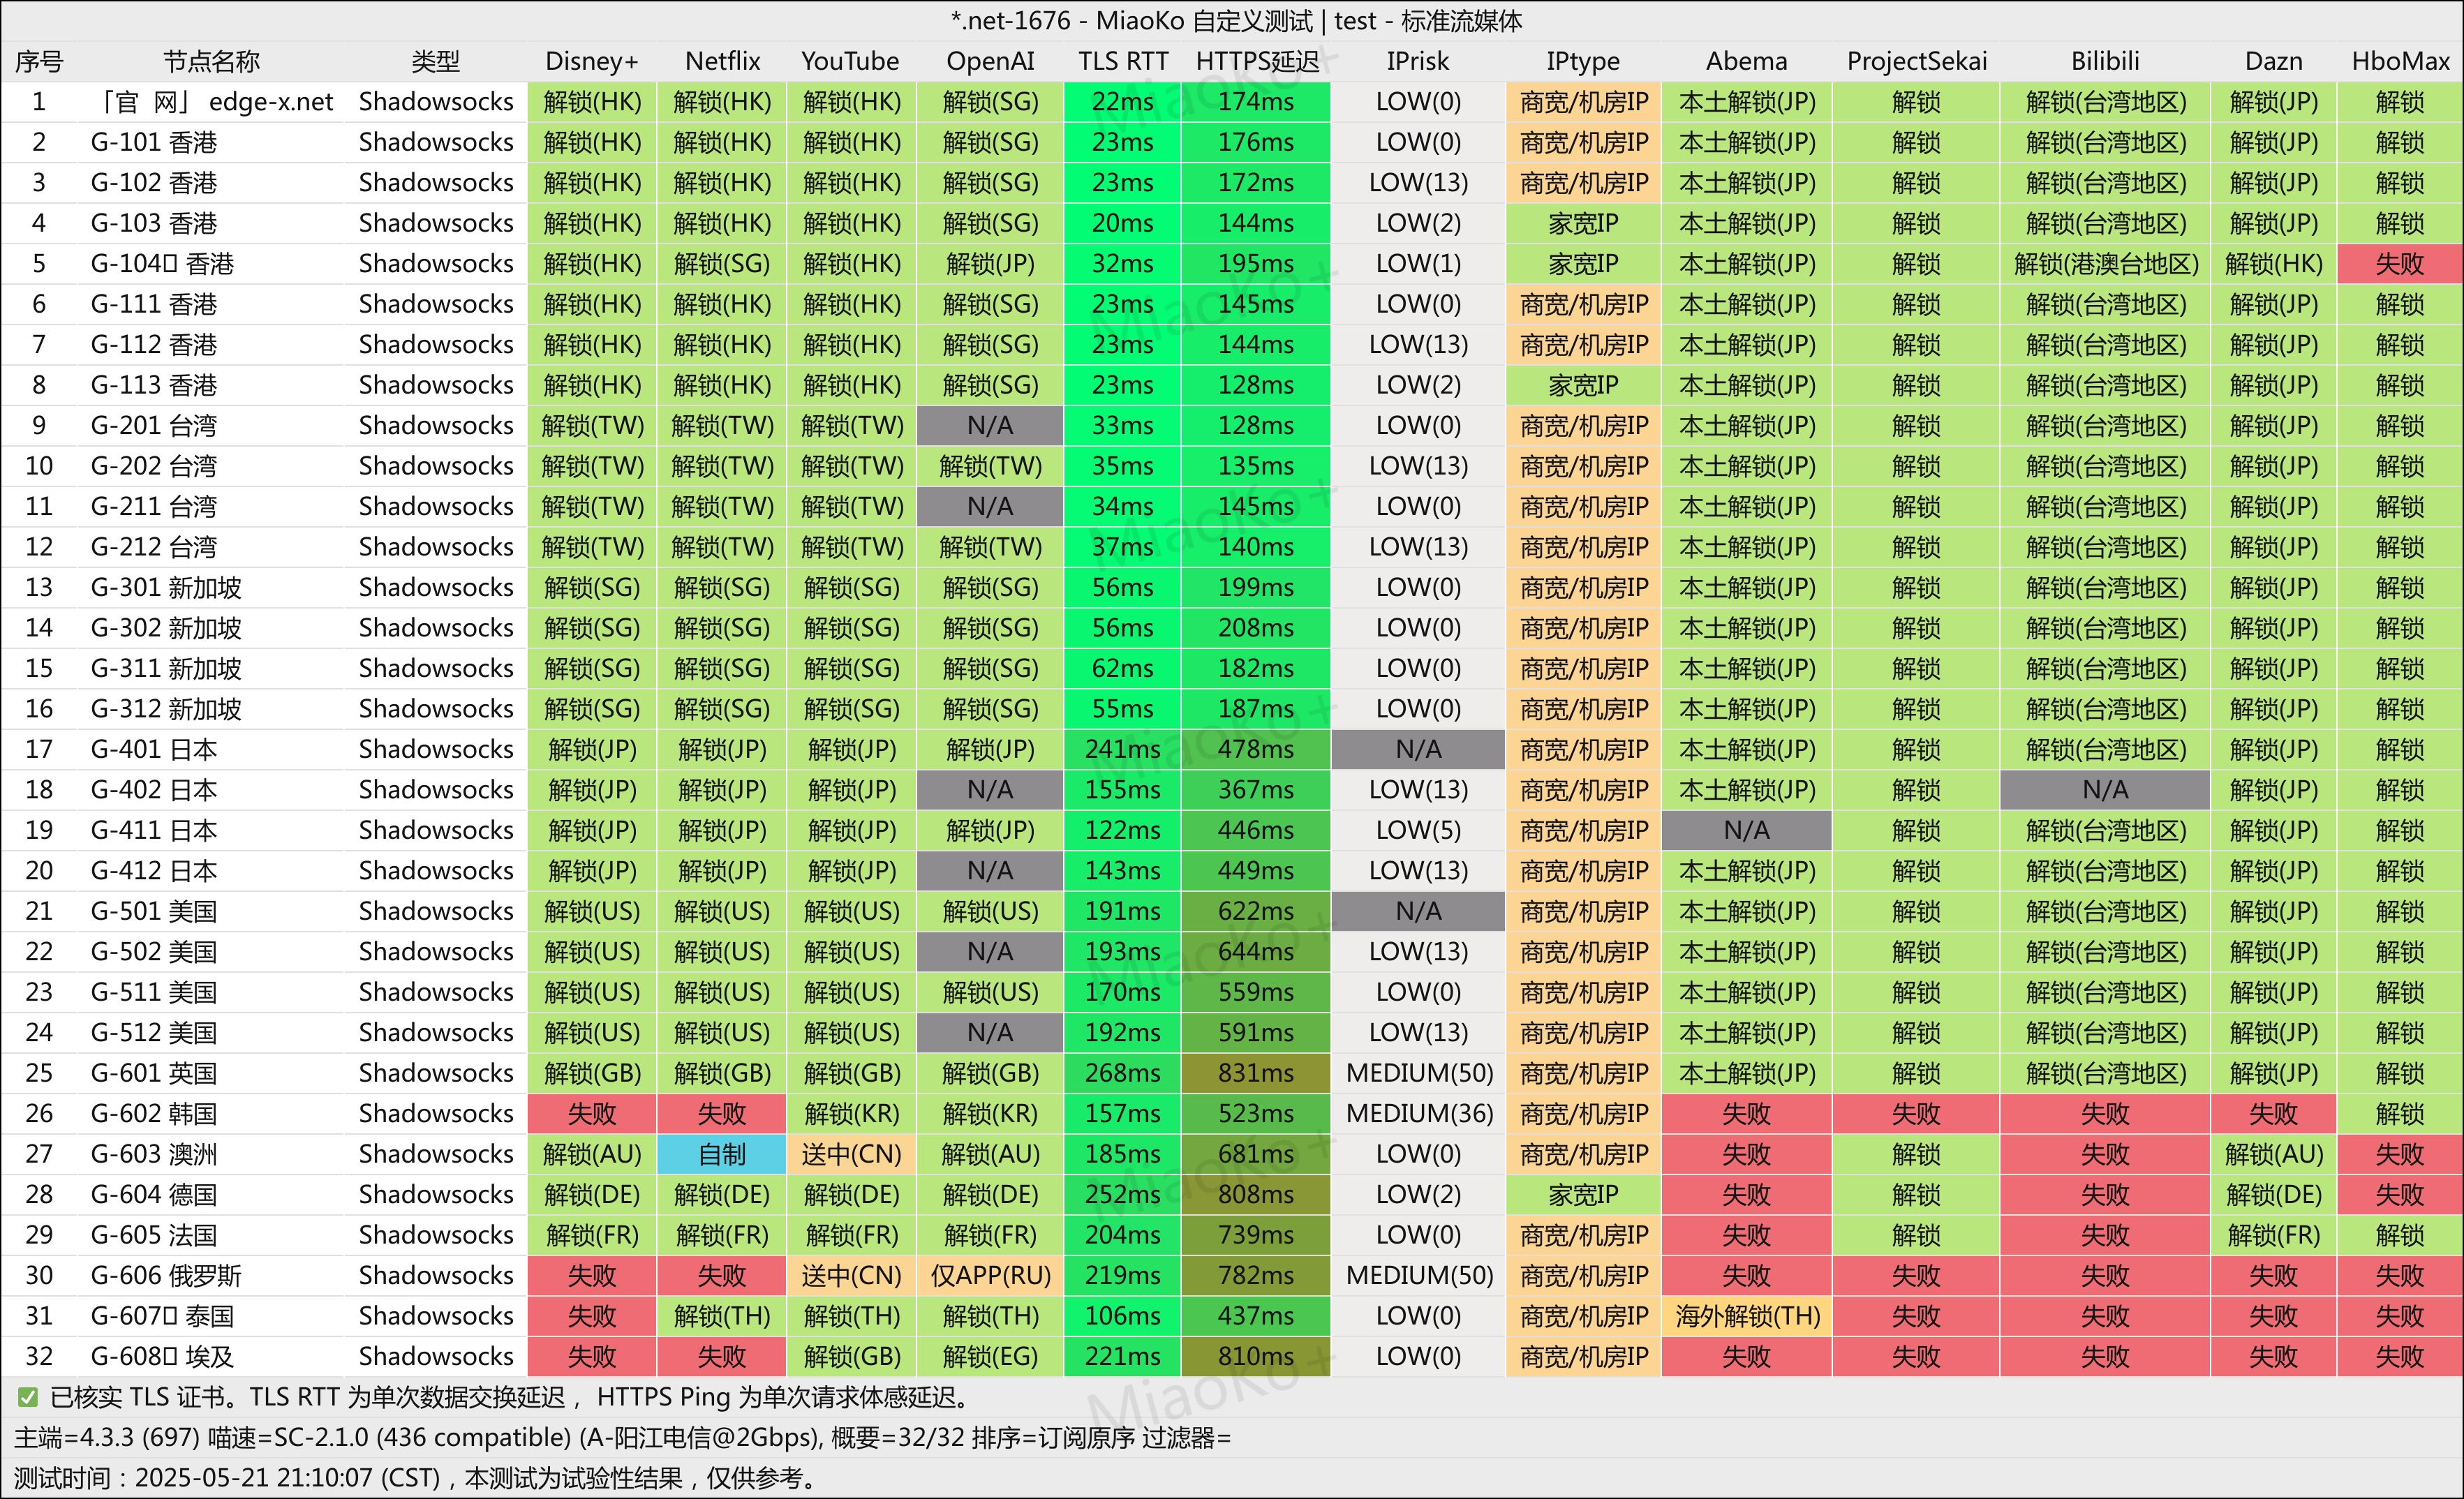 *.net-1676 - MiaoKo 自定义测试 | test - 标准流媒体
序号 节点名称 类型 Disney+ Netflix YouTube OpenAI TLS RTT HTTPS延迟 IPrisk IPtype Abema ProjectSekai Bilibili Dazn HboMax
1 「官 网」 edge-x.net Shadowsocks 解锁(HK) 解锁(HK) 解锁(HK) 解锁(SG) 22ms 174ms LOW(0) 商宽/机房IP 本土解锁(JP) 解锁 解锁(台湾地区) 解锁(JP) 解锁
2 G-101 香港 Shadowsocks 解锁(HK) 解锁(HK) 解锁(HK) 解锁(SG) 23ms 176ms LOW(0) 商宽/机房IP 本土解锁(JP) 解锁 解锁(台湾地区) 解锁(JP) 解锁
3 G-102 香港 Shadowsocks 解锁(HK) 解锁(HK) 解锁(HK) 解锁(SG) 23ms 172ms LOW(13) 商宽/机房IP 本土解锁(JP) 解锁 解锁(台湾地区) 解锁(JP) 解锁
4 G-103 香港 Shadowsocks 解锁(HK) 解锁(HK) 解锁(HK) 解锁(SG) 20ms 144ms LOW(2) 家宽IP 本土解锁(JP) 解锁 解锁(台湾地区) 解锁(JP) 解锁
5 G-104 香港 Shadowsocks 解锁(HK) 解锁(SG) 解锁(HK) 解锁(JP) 32ms 195ms LOW(1) 家宽IP 本土解锁(JP) 解锁 解锁(港澳台地区) 解锁(HK) 失败
6 G-111 香港 Shadowsocks 解锁(HK) 解锁(HK) 解锁(HK) 解锁(SG) 23ms 145ms LOW(0) 商宽/机房IP 本土解锁(JP) 解锁 解锁(台湾地区) 解锁(JP) 解锁
7 G-112 香港 Shadowsocks 解锁(HK) 解锁(HK) 解锁(HK) 解锁(SG) 23ms 144ms LOW(13) 商宽/机房IP 本土解锁(JP) 解锁 解锁(台湾地区) 解锁(JP) 解锁
8 G-113 香港 Shadowsocks 解锁(HK) 解锁(HK) 解锁(HK) 解锁(SG) 23ms 128ms LOW(2) 家宽IP 本土解锁(JP) 解锁 解锁(台湾地区) 解锁(JP) 解锁
9 G-201 台湾 Shadowsocks 解锁(TW) 解锁(TW) 解锁(TW) N/A 33ms 128ms LOW(0) 商宽/机房IP 本土解锁(JP) 解锁 解锁(台湾地区) 解锁(JP) 解锁
10 G-202 台湾 Shadowsocks 解锁(TW) 解锁(TW) 解锁(TW) 解锁(TW) 35ms 135ms LOW(13) 商宽/机房IP 本土解锁(JP) 解锁 解锁(台湾地区) 解锁(JP) 解锁
11 G-211 台湾 Shadowsocks 解锁(TW) 解锁(TW) 解锁(TW) N/A 34ms 145ms LOW(0) 商宽/机房IP 本土解锁(JP) 解锁 解锁(台湾地区) 解锁(JP) 解锁
12 G-212 台湾 Shadowsocks 解锁(TW) 解锁(TW) 解锁(TW) 解锁(TW) 37ms 140ms LOW(13) 商宽/机房IP 本土解锁(JP) 解锁 解锁(台湾地区) 解锁(JP) 解锁
13 G-301 新加坡 Shadowsocks 解锁(SG) 解锁(SG) 解锁(SG) 解锁(SG) 56ms 199ms LOW(0) 商宽/机房IP 本土解锁(JP) 解锁 解锁(台湾地区) 解锁(JP) 解锁
14 G-302 新加坡 Shadowsocks 解锁(SG) 解锁(SG) 解锁(SG) 解锁(SG) 56ms 208ms LOW(0) 商宽/机房IP 本土解锁(JP) 解锁 解锁(台湾地区) 解锁(JP) 解锁
15 G-311 新加坡 Shadowsocks 解锁(SG) 解锁(SG) 解锁(SG) 解锁(SG) 62ms 182ms LOW(0) 商宽/机房IP 本土解锁(JP) 解锁 解锁(台湾地区) 解锁(JP) 解锁
16 G-312 新加坡 Shadowsocks 解锁(SG) 解锁(SG) 解锁(SG) 解锁(SG) 55ms 187ms LOW(0) 商宽/机房IP 本土解锁(JP) 解锁 解锁(台湾地区) 解锁(JP) 解锁
17 G-401 日本 Shadowsocks 解锁(JP) 解锁(JP) 解锁(JP) 解锁(JP) 241ms 478ms N/A 商宽/机房IP 本土解锁(JP) 解锁 解锁(台湾地区) 解锁(JP) 解锁
18 G-402 日本 Shadowsocks 解锁(JP) 解锁(JP) 解锁(JP) N/A 155ms 367ms LOW(13) 商宽/机房IP 本土解锁(JP) 解锁 N/A 解锁(JP) 解锁
19 G-411 日本 Shadowsocks 解锁(JP) 解锁(JP) 解锁(JP) 解锁(JP) 122ms 446ms LOW(5) 商宽/机房IP N/A 解锁 解锁(台湾地区) 解锁(JP) 解锁
20 G-412 日本 Shadowsocks 解锁(JP) 解锁(JP) 解锁(JP) N/A 143ms 449ms LOW(13) 商宽/机房IP 本土解锁(JP) 解锁 解锁(台湾地区) 解锁(JP) 解锁
21 G-501 美国 Shadowsocks 解锁(US) 解锁(US) 解锁(US) 解锁(US) 191ms 622ms N/A 商宽/机房IP 本土解锁(JP) 解锁 解锁(台湾地区) 解锁(JP) 解锁
22 G-502 美国 Shadowsocks 解锁(US) 解锁(US) 解锁(US) N/A 193ms 644ms LOW(13) 商宽/机房IP 本土解锁(JP) 解锁 解锁(台湾地区) 解锁(JP) 解锁
23 G-511 美国 Shadowsocks 解锁(US) 解锁(US) 解锁(US) 解锁(US) 170ms 559ms LOW(0) 商宽/机房IP 本土解锁(JP) 解锁 解锁(台湾地区) 解锁(JP) 解锁
24 G-512 美国 Shadowsocks 解锁(US) 解锁(US) 解锁(US) N/A 192ms 591ms LOW(13) 商宽/机房IP 本土解锁(JP) 解锁 解锁(台湾地区) 解锁(JP) 解锁
25 G-601 英国 Shadowsocks 解锁(GB) 解锁(GB) 解锁(GB) 解锁(GB) 268ms 831ms MEDIUM(50) 商宽/机房IP 本土解锁(JP) 解锁 解锁(台湾地区) 解锁(JP) 解锁
26 G-602 韩国 Shadowsocks 失败 失败 解锁(KR) 解锁(KR) 157ms 523ms MEDIUM(36) 商宽/机房IP 失败 失败 失败 失败 解锁
27 G-603 澳洲 Shadowsocks 解锁(AU) 自制 送中(CN) 解锁(AU) 185ms 681ms LOW(0) 商宽/机房IP 失败 解锁 失败 解锁(AU) 失败
28 G-604 德国 Shadowsocks 解锁(DE) 解锁(DE) 解锁(DE) 解锁(DE) 252ms 808ms LOW(2) 家宽IP 失败 解锁 失败 解锁(DE) 失败
29 G-605 法国 Shadowsocks 解锁(FR) 解锁(FR) 解锁(FR) 解锁(FR) 204ms 739ms LOW(0) 商宽/机房IP 失败 解锁 失败 解锁(FR) 解锁
30 G-606 俄罗斯 Shadowsocks 失败 失败 送中(CN) 仅APP(RU) 219ms 782ms MEDIUM(50) 商宽/机房IP 失败 失败 失败 失败 失败
31 G-607 泰国 Shadowsocks 失败 解锁(TH) 解锁(TH) 解锁(TH) 106ms 437ms LOW(0) 商宽/机房IP 海外解锁(TH) 失败 失败 失败 失败
32 G-608 埃及 Shadowsocks 失败 失败 解锁(GB) 解锁(EG) 221ms 810ms LOW(0) 商宽/机房IP 失败 失败 失败 失败 失败
✅ 已核实 TLS 证书。TLS RTT 为单次数据交换延迟， HTTPS Ping 为单次请求体感延迟。
主端=4.3.3 (697) 喵速=SC-2.1.0 (436 compatible) (A-阳江电信@2Gbps), 概要=32/32 排序=订阅原序 过滤器=
测试时间：2025-05-21 21:10:07 (CST)，本测试为试验性结果，仅供参考。
MiaoKo+
MiaoKo+
MiaoKo+
MiaoKo+
MiaoKo+
MiaoKo+
MiaoKo+